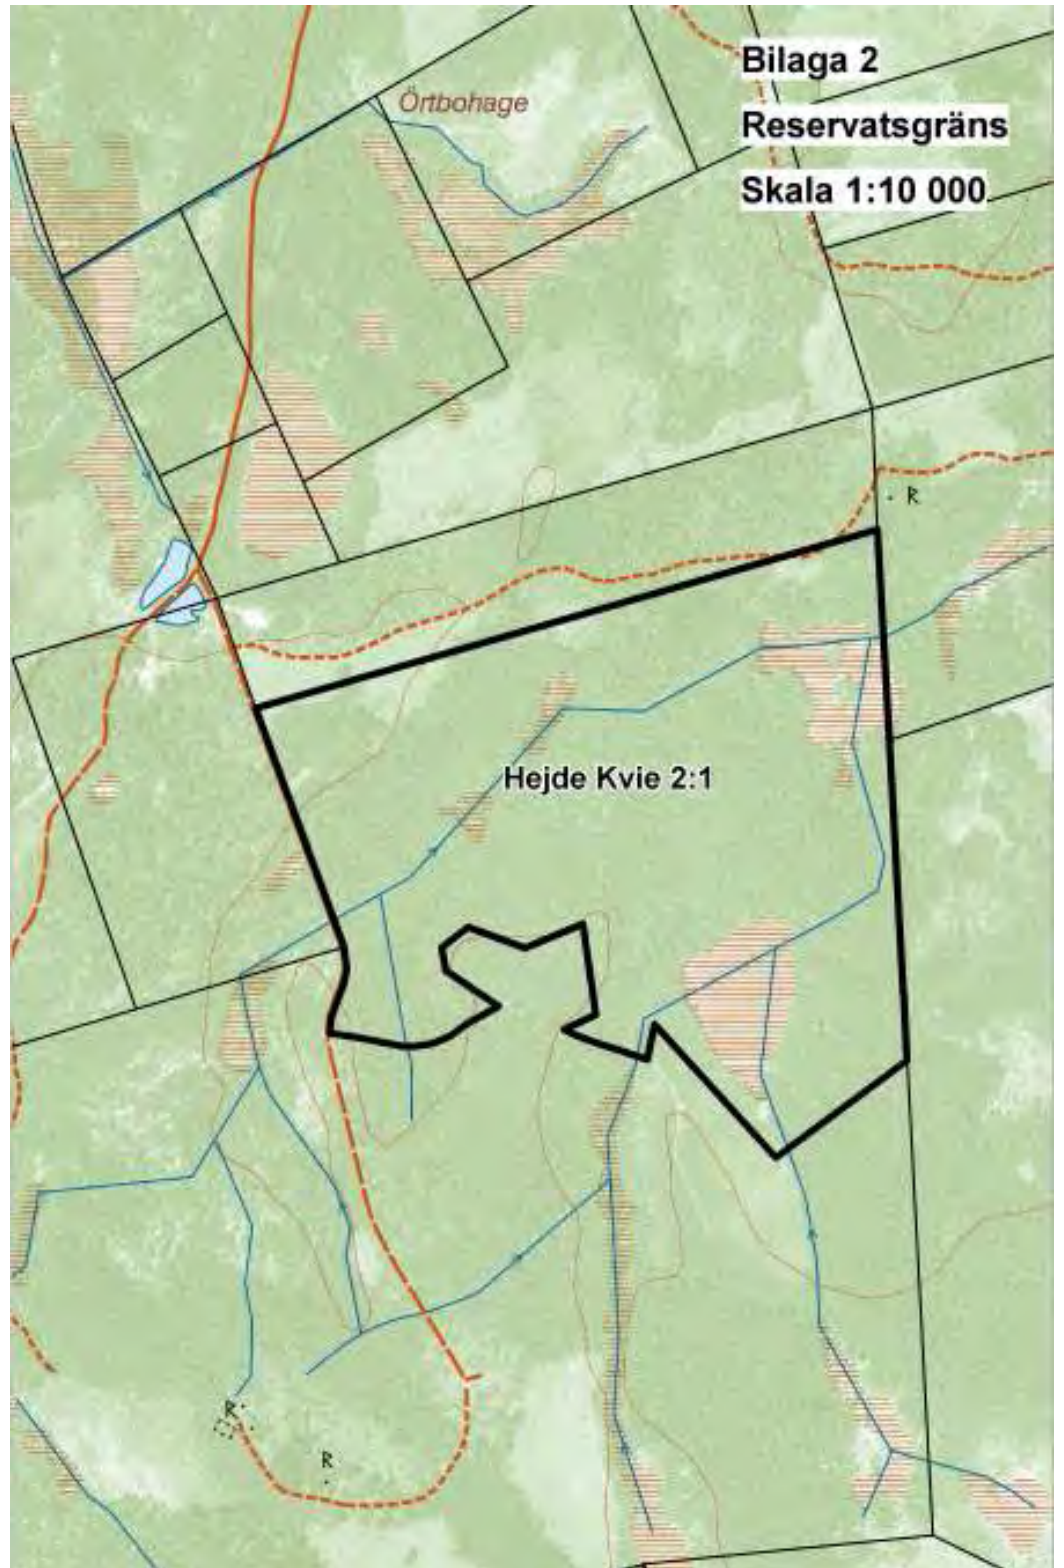 Bilaga 2
Örtbohage
Reservatsgräns
Skala 1:10 000
R
Hejde Kvie 2:1
R
R